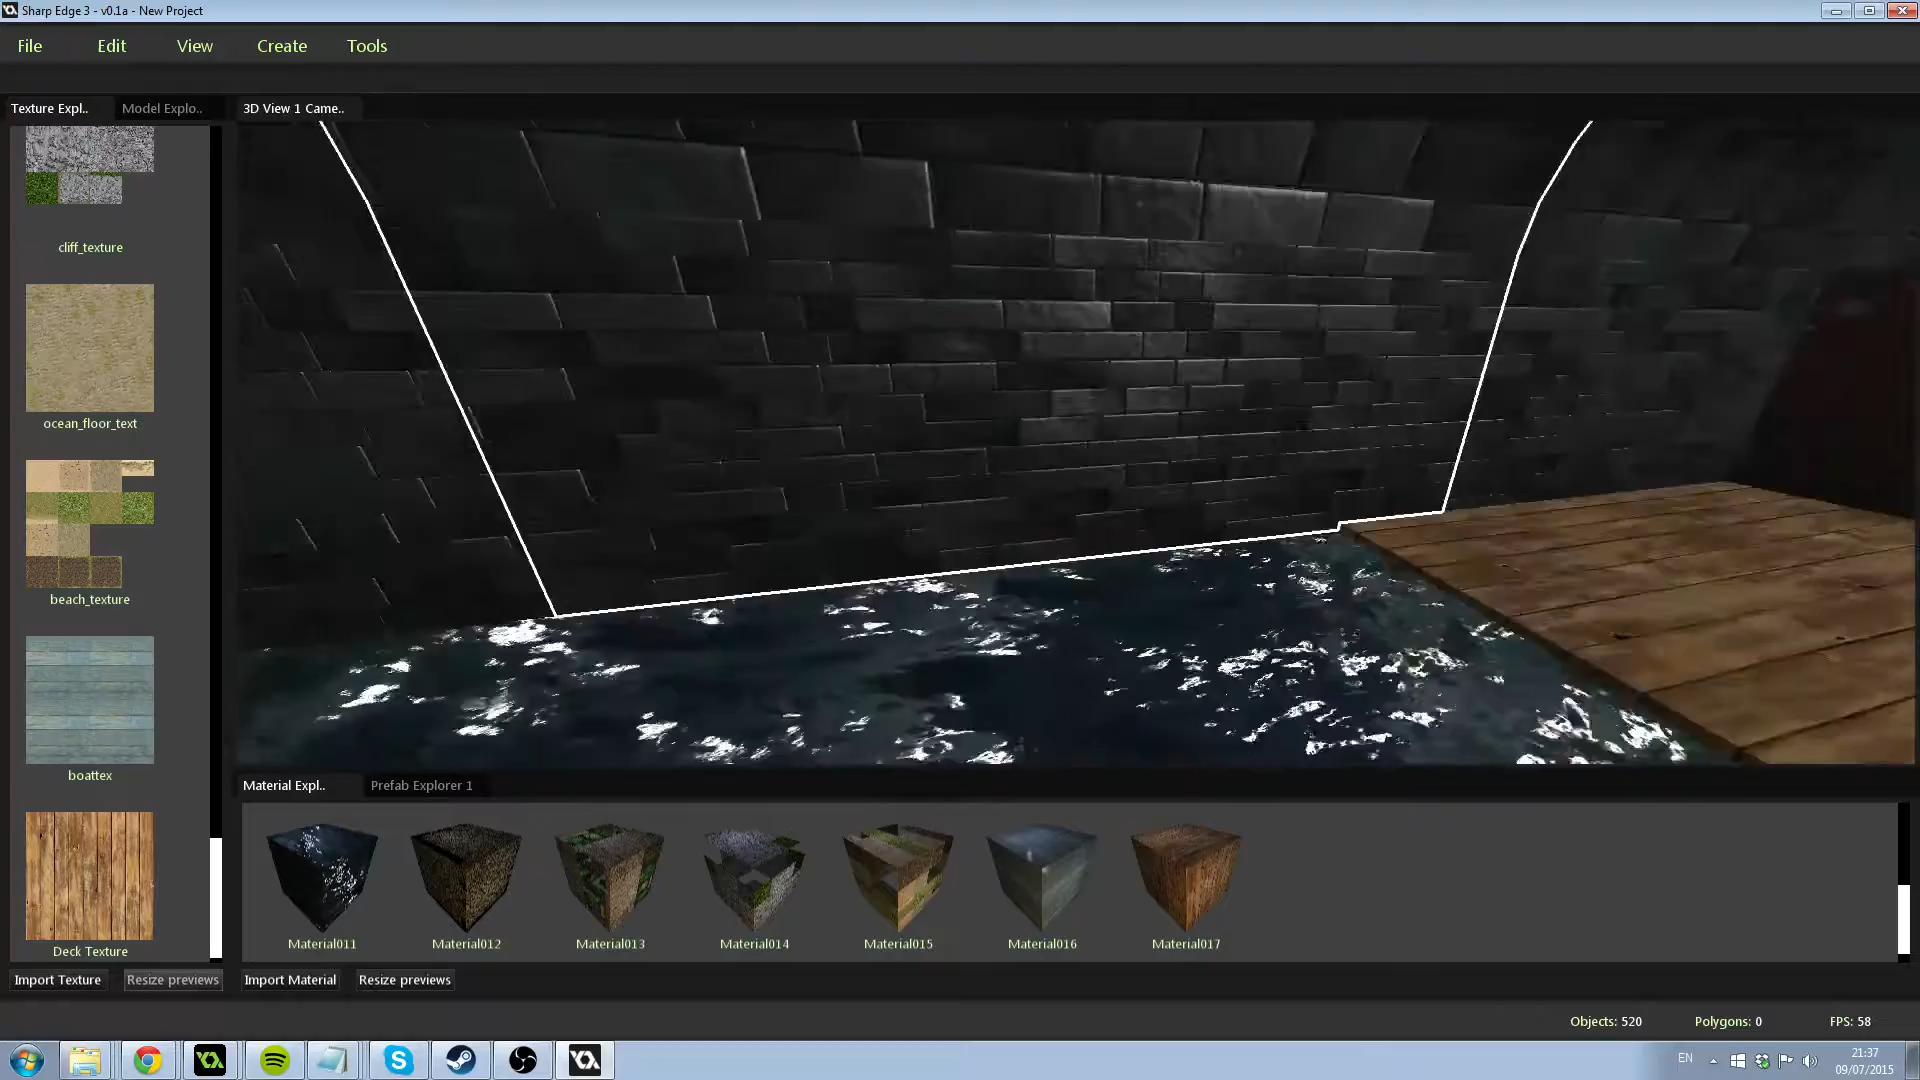 Sharp Edge 3 - v0.1a - New Project
File Edit View Create Tools
Texture Expl.. Model Explo.. 3D View 1 Came..
cliff_texture
ocean_floor_text
beach_texture
boattex
Deck Texture
Import Texture Resize previews
Material Expl.. Prefab Explorer 1
Material011 Material012 Material013 Material014 Material015 Material016 Material017
Import Material Resize previews
Objects: 520 Polygons: 0 FPS: 58
EN
21:37
09/07/2015